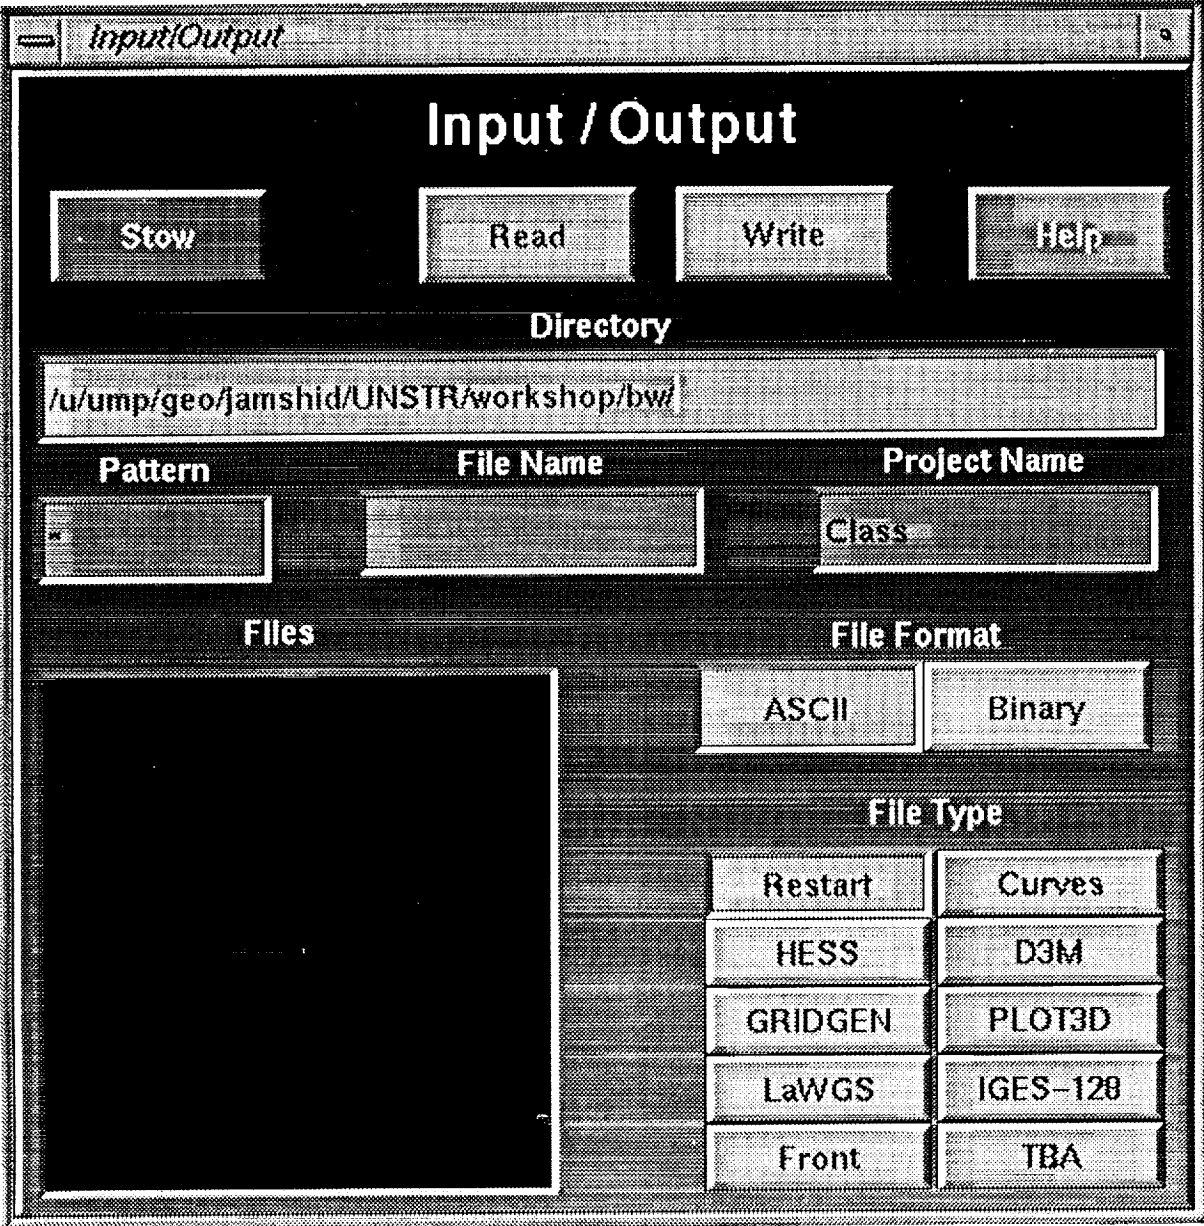 Input/Output
Input / Output
Stow Read Write Help
Directory
/u/ump/geo/jamshid/UNSTR/workshop/bw/
Pattern File Name Project Name
* Class
Files File Format
ASCII Binary
File Type
Restart Curves
HESS D3M
GRIDGEN PLOT3D
LaWGS IGES-128
Front TBA